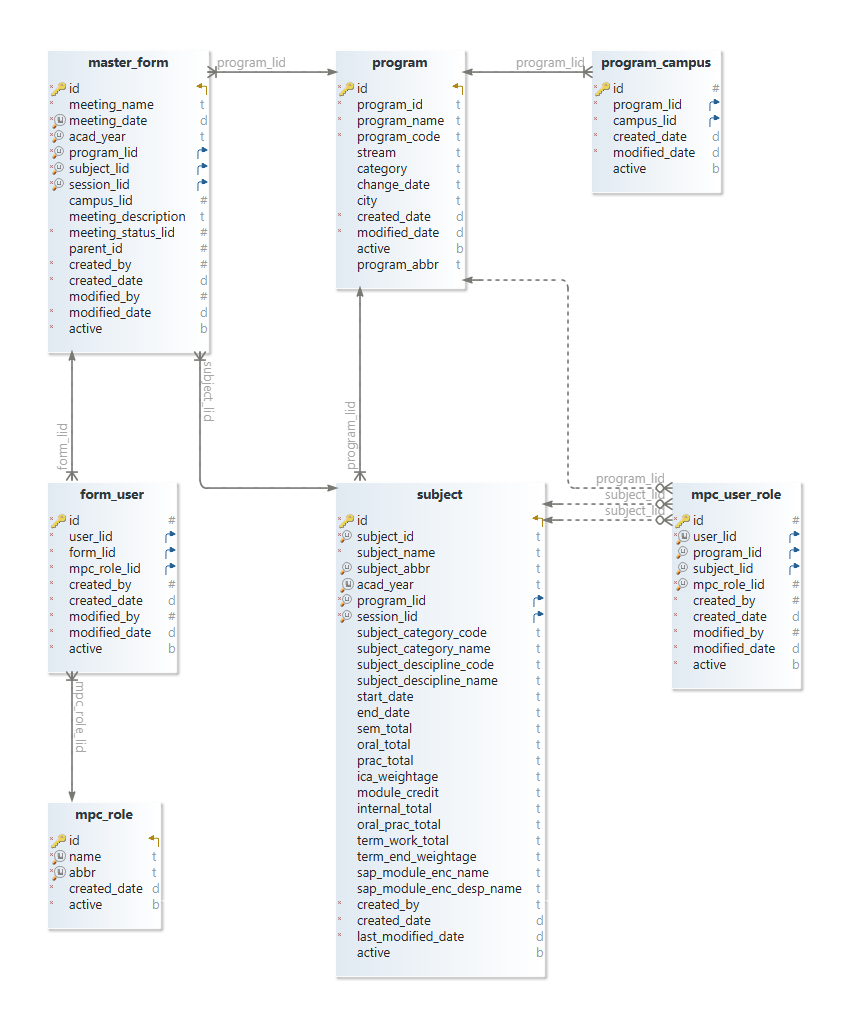 program_lid
program_lid
master_form
id
meeting_name t
meeting_date d
acad_year t
program_lid
subject_lid
session_lid
campus_lid #
meeting_description t
meeting_status_lid #
parent_id #
created_by #
created_date d
modified_by #
modified_date d
active b
program
id
program_id t
program_name t
program_code t
stream t
category t
change_date t
city t
created_date d
modified_date d
active b
program_abbr t
program_campus
id #
program_lid
campus_lid
created_date d
modified_date d
active b
form_lid
subject_lid
program_lid
program_lid
subject_lid
subject_lid
form_user
id #
user_lid
form_lid
mpc_role_lid
created_by #
created_date d
modified_by #
modified_date d
active b
subject
id
subject_id t
subject_name t
subject_abbr t
acad_year t
program_lid
session_lid
subject_category_code t
subject_category_name t
subject_descipline_code t
subject_descipline_name t
start_date t
end_date t
sem_total t
oral_total t
prac_total t
ica_weightage t
module_credit t
internal_total t
oral_prac_total t
term_work_total t
term_end_weightage t
sap_module_enc_name t
sap_module_enc_desp_name t
created_by t
created_date d
last_modified_date d
active b
mpc_user_role
id #
user_lid
program_lid
subject_lid
mpc_role_lid #
created_by #
created_date d
modified_by #
modified_date d
active b
mpc_role_lid
mpc_role
id
name t
abbr t
created_date d
active b